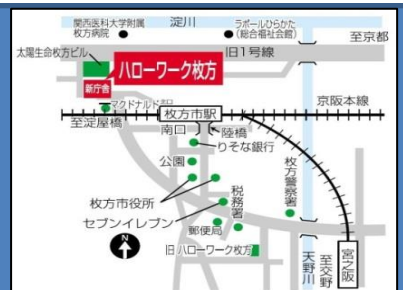 関西医科大学附属
枚方病院
淀川
ラポールひらかた
(総合福祉会館)
至京都
太陽生命枚方ビル
旧1号線
ハローワーク枚方
新庁舎
マクドナルド
京阪本線
至淀屋橋
枚方市駅
南口
陸橋
りそな銀行
公園
枚方市役所
税務署
枚方警察署
セブンイレブン
郵便局
旧 ハローワーク枚方
N
天野川
至交野
宮之阪